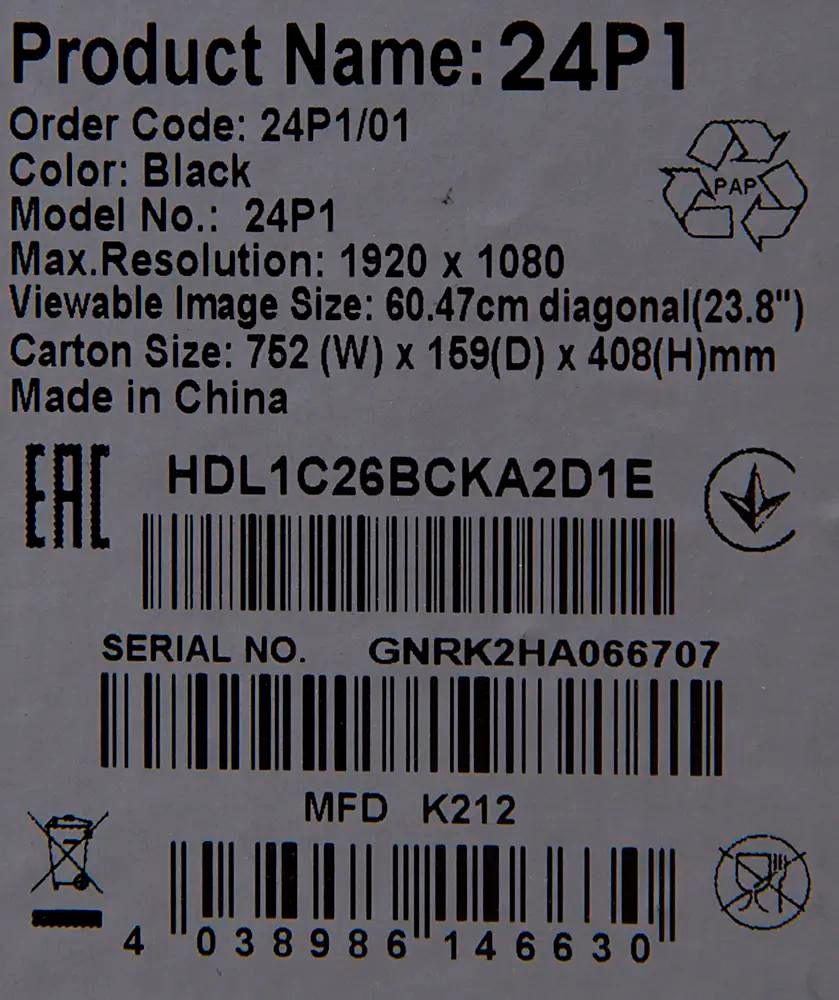 Product Name: 24P1
Order Code: 24P1/01
Color: Black
PAP
Model No.: 24P1
Max.Resolution: 1920 x 1080
Viewable Image Size: 60.47cm diagonal(23.8")
Carton Size: 752 (W) x 159(D) x 408(H)mm
Made in China
EAC
HDL1C26BCKA2D1E
SERIAL NO. GNRK2HA066707
MFD K212
4 038986 146630